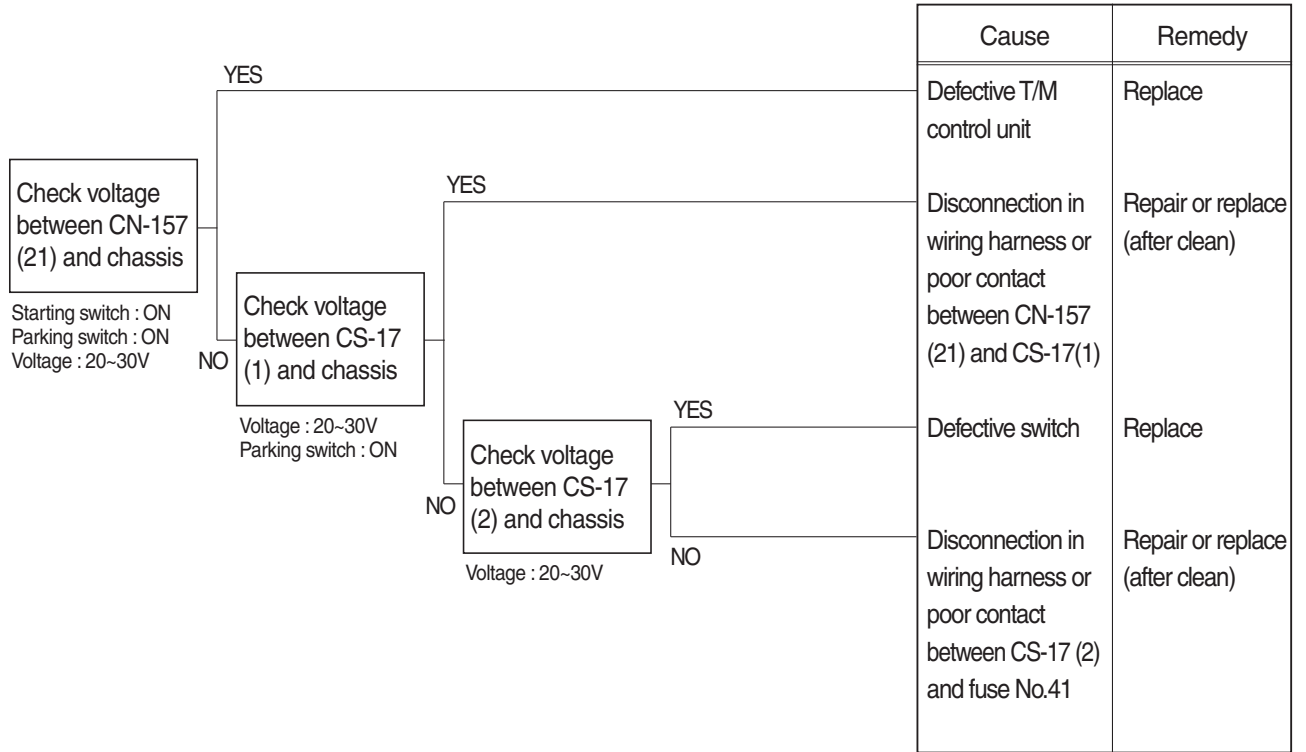 Cause
Remedy
YES
Defective T/M
control unit
Replace
Check voltage
between CN-157
(21) and chassis
Starting switch : ON
Parking switch : ON
Voltage : 20~30V
NO
YES
Disconnection in
wiring harness or
poor contact
between CN-157
(21) and CS-17(1)
Repair or replace
(after clean)
Check voltage
between CS-17
(1) and chassis
Voltage : 20~30V
Parking switch : ON
NO
YES
Defective switch
Replace
Check voltage
between CS-17
(2) and chassis
Voltage : 20~30V
NO
Disconnection in
wiring harness or
poor contact
between CS-17 (2)
and fuse No.41
Repair or replace
(after clean)